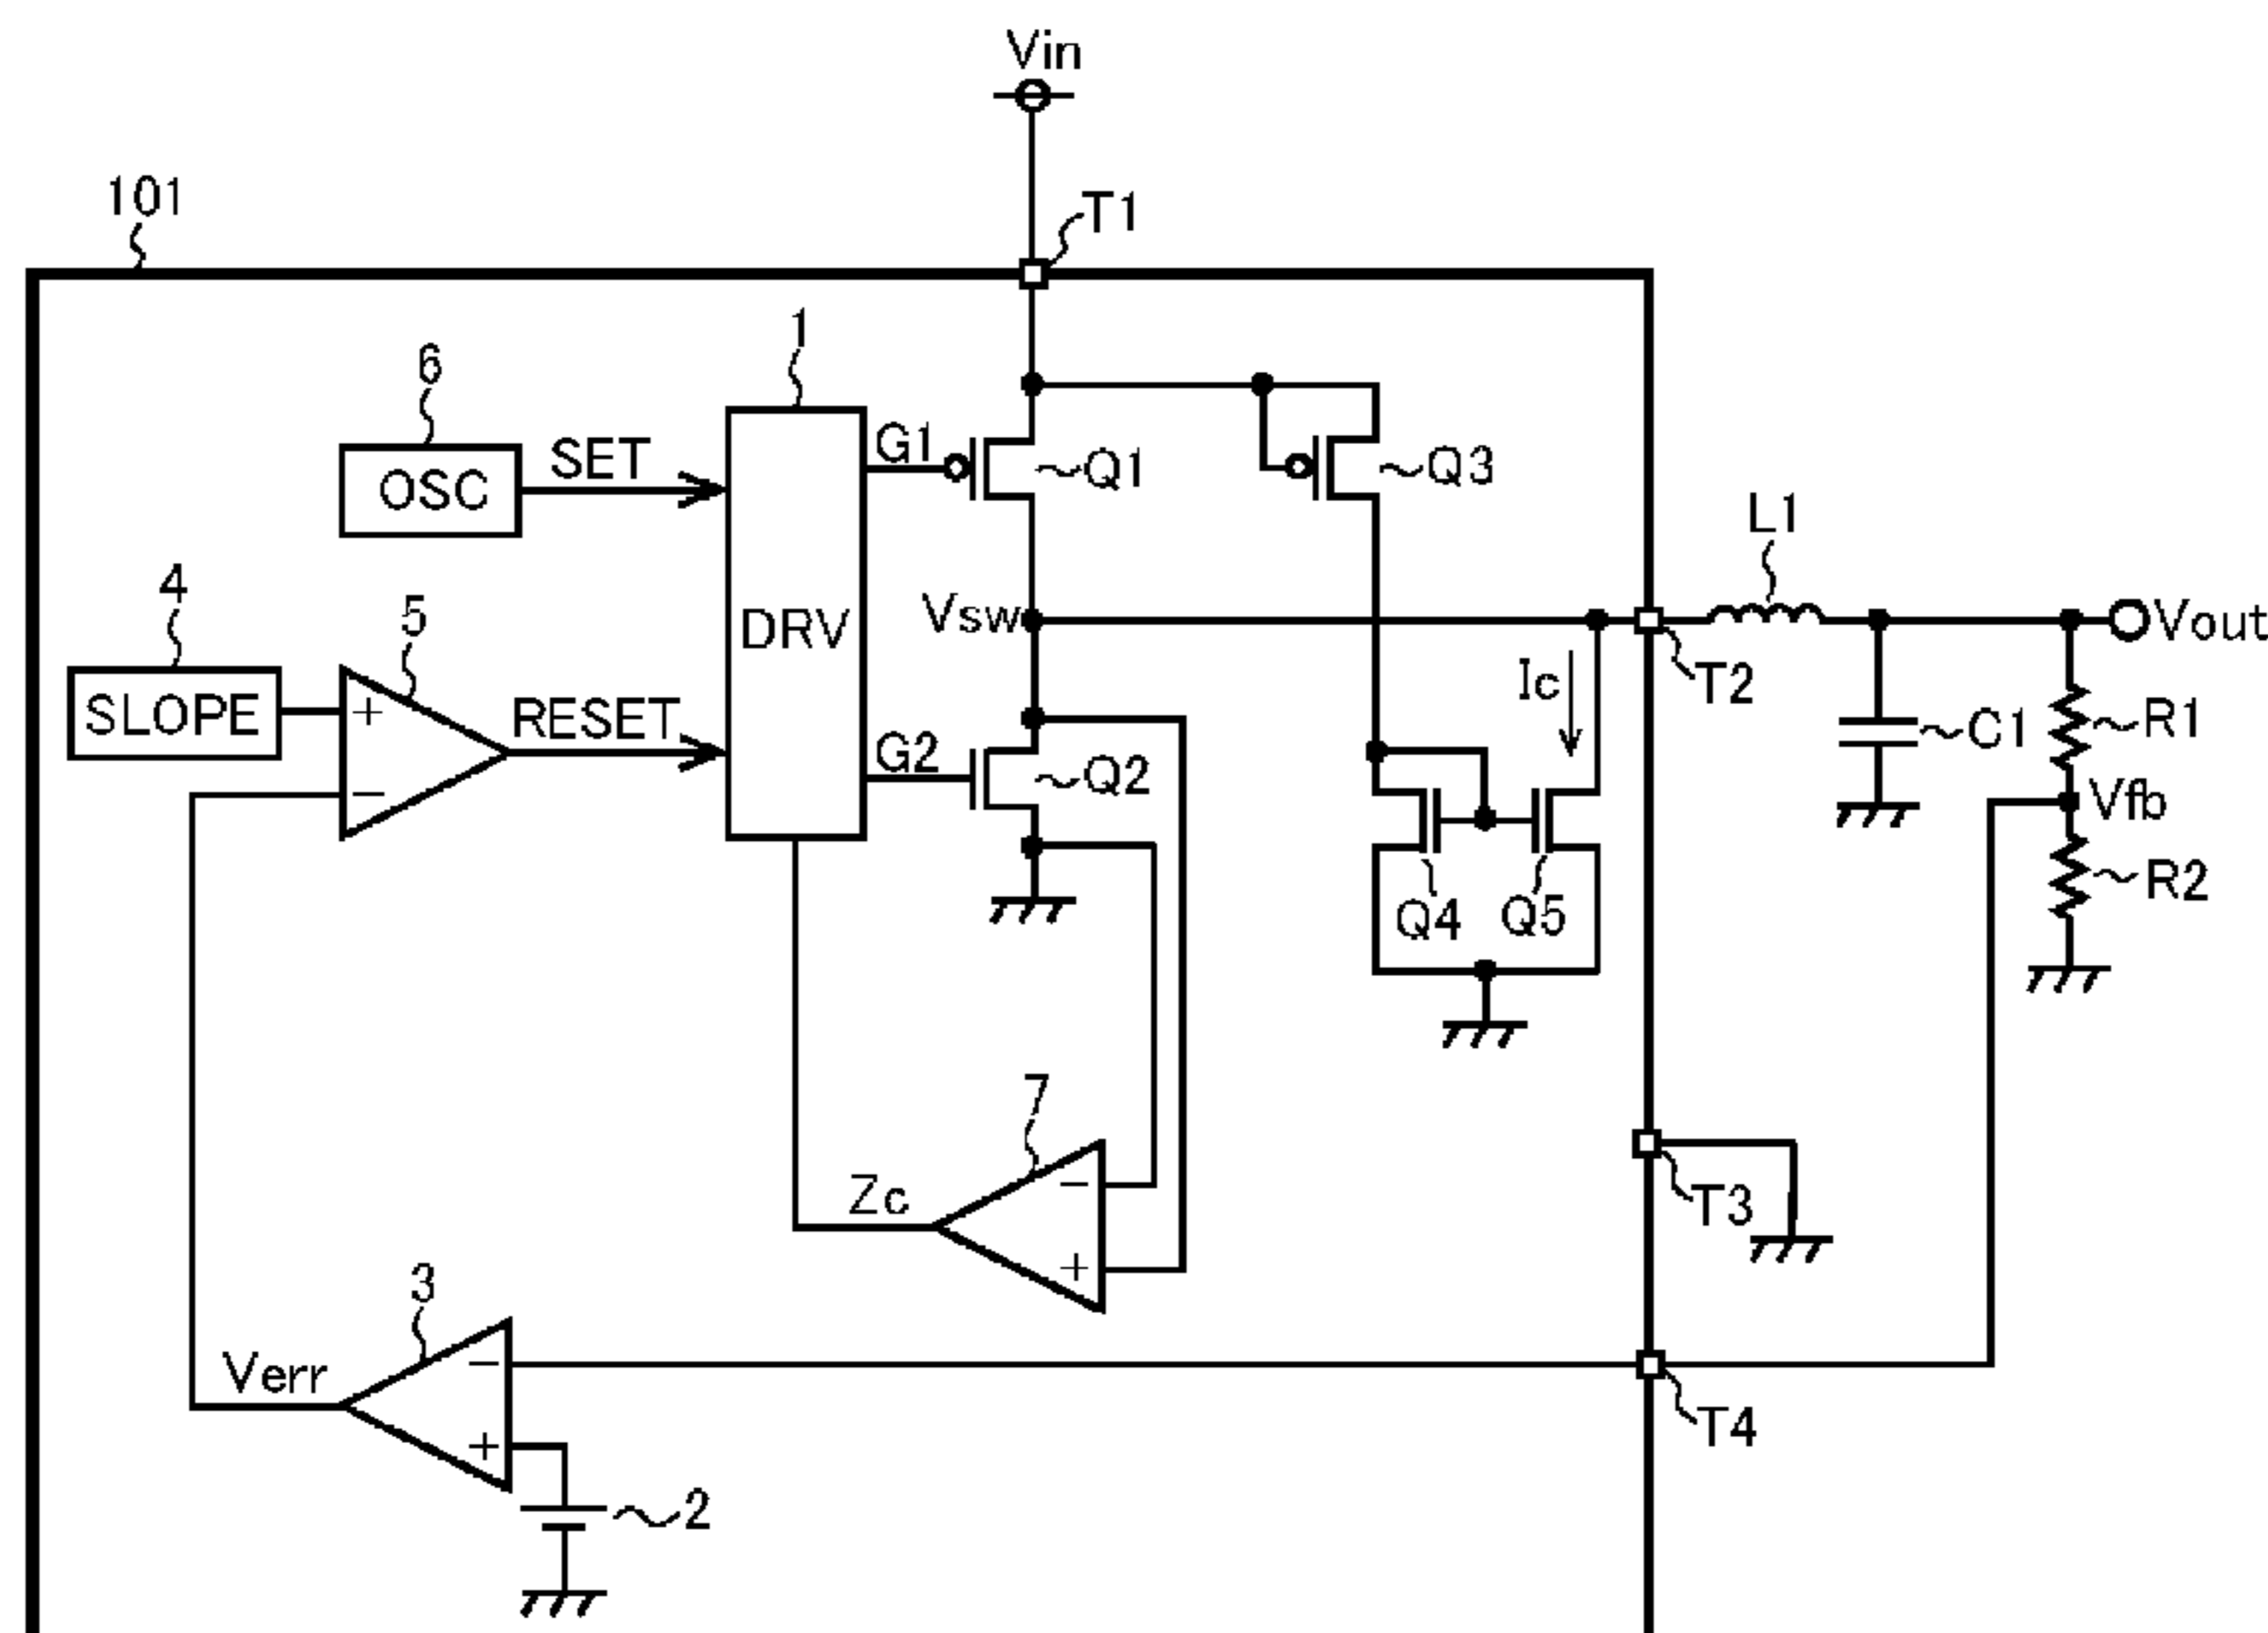 Vin
101
T1
1
6
G1
SET
OSC
Q1
Q3
L1
4
5
DRV
Vsw
Vout
Ic
T2
SLOPE
+
RESET
G2
C1
R1
Q2
−
Vfb
R2
Q4
Q5
7
−
Zc
T3
+
3
−
Verr
T4
+
2